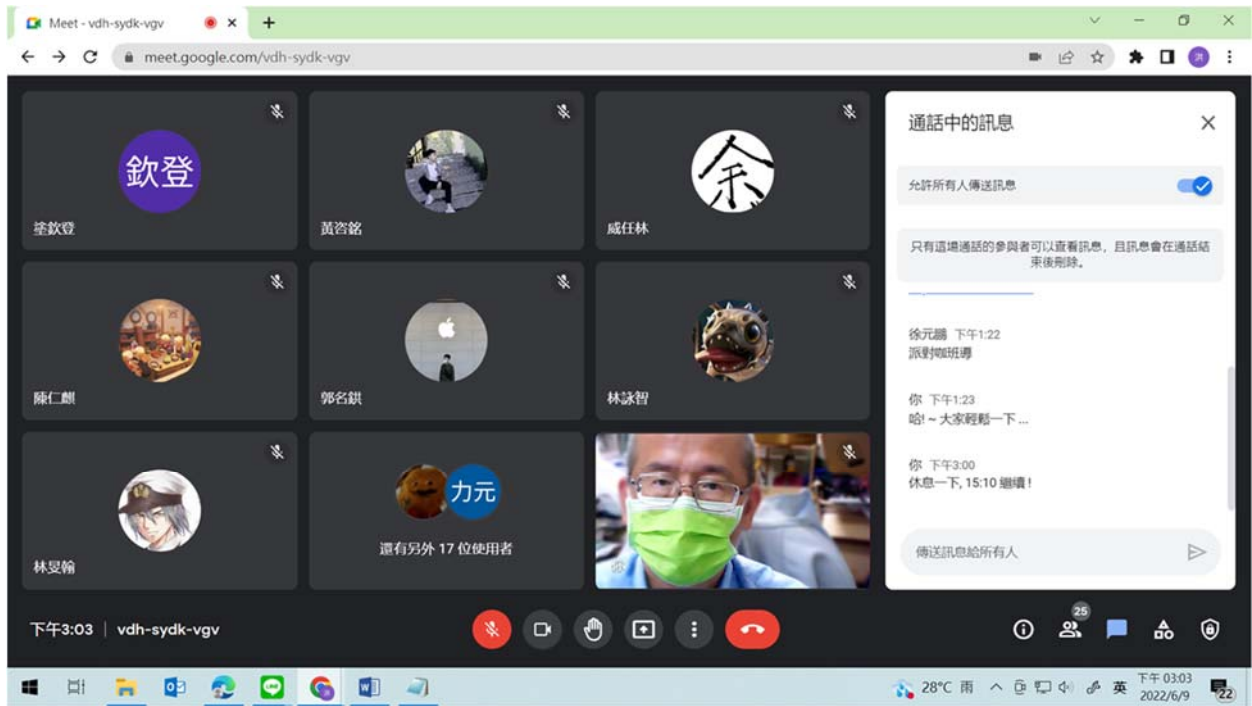 Meet - vdh-sydk-vgv
meet.google.com/vdh-sydk-vgv
洪
欽登
塗欽登
黃咨銘
余
威任林
陳仁麒
郭名錤
林詠智
林旻翰
力元
還有另外 17 位使用者
通話中的訊息
允許所有人傳送訊息
只有這場通話的參與者可以查看訊息，且訊息會在通話結
束後刪除。
徐元鵬 下午1:22
派對咖班導
你 下午1:23
哈! ~ 大家輕鬆一下 ...
你 下午3:00
休息一下, 15:10 繼續 !
傳送訊息給所有人
下午3:03 | vdh-sydk-vgv
25
28°C 雨
英
下午 03:03
2022/6/9
22